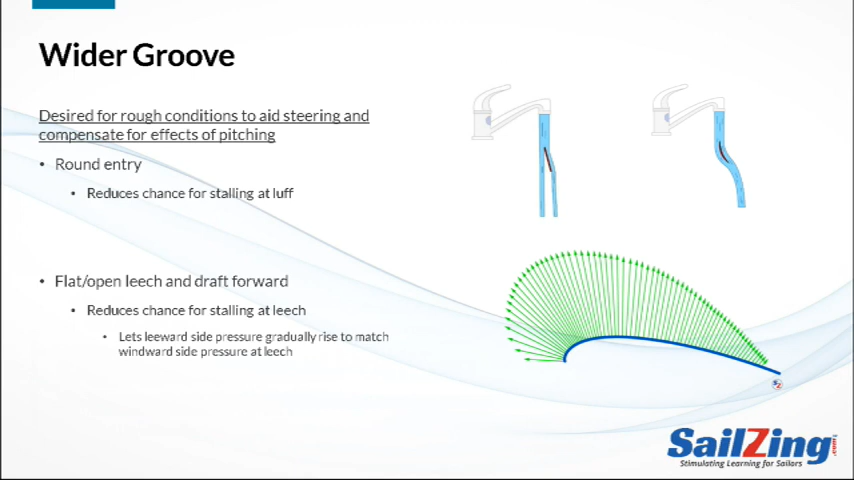 Wider Groove
Desired for rough conditions to aid steering and
compensate for effects of pitching
• Round entry
• Reduces chance for stalling at luff
• Flat/open leech and draft forward
• Reduces chance for stalling at leech
• Lets leeward side pressure gradually rise to match
windward side pressure at leech
SZ
SailZing.com
Stimulating Learning for Sailors